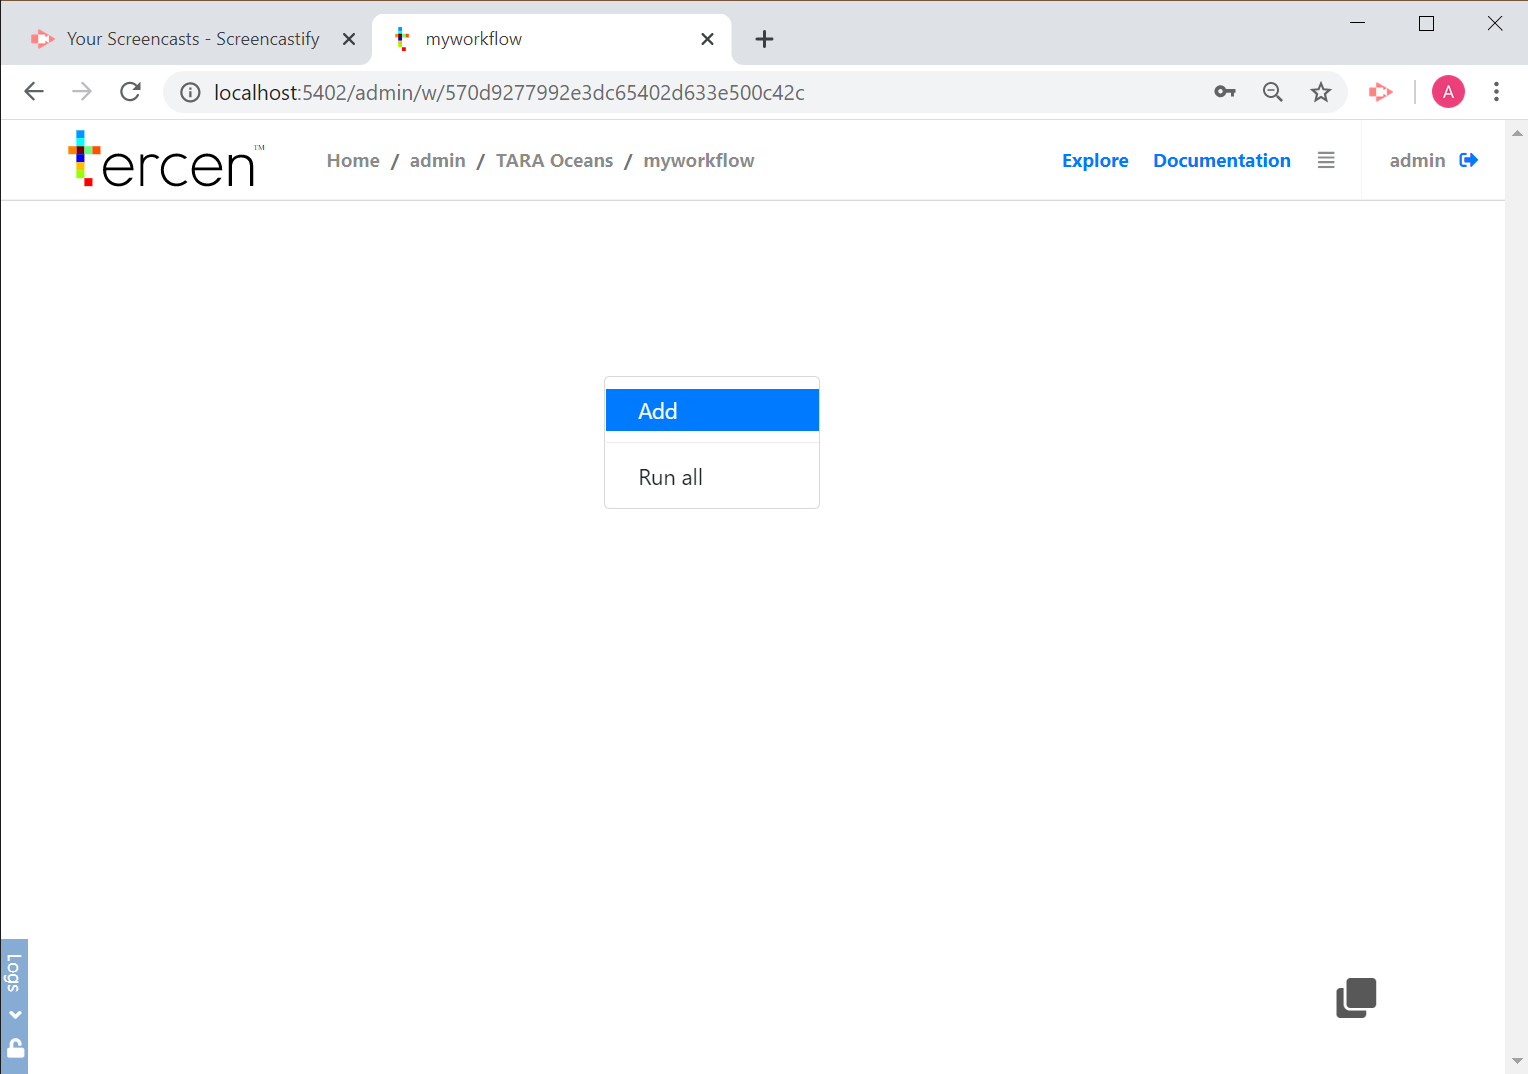 Your Screencasts - Screencastify
myworkflow
localhost:5402/admin/w/570d9277992e3dc65402d633e500c42c
A
tercen™
Home / admin / TARA Oceans / myworkflow
Explore
Documentation
admin
Add
Run all
Logs